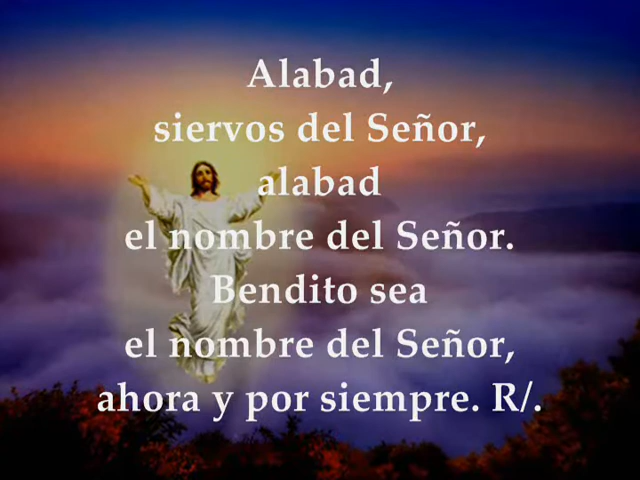 Alabad,
siervos del Señor,
alabad
el nombre del Señor.
Bendito sea
el nombre del Señor,
ahora y por siempre. R/.